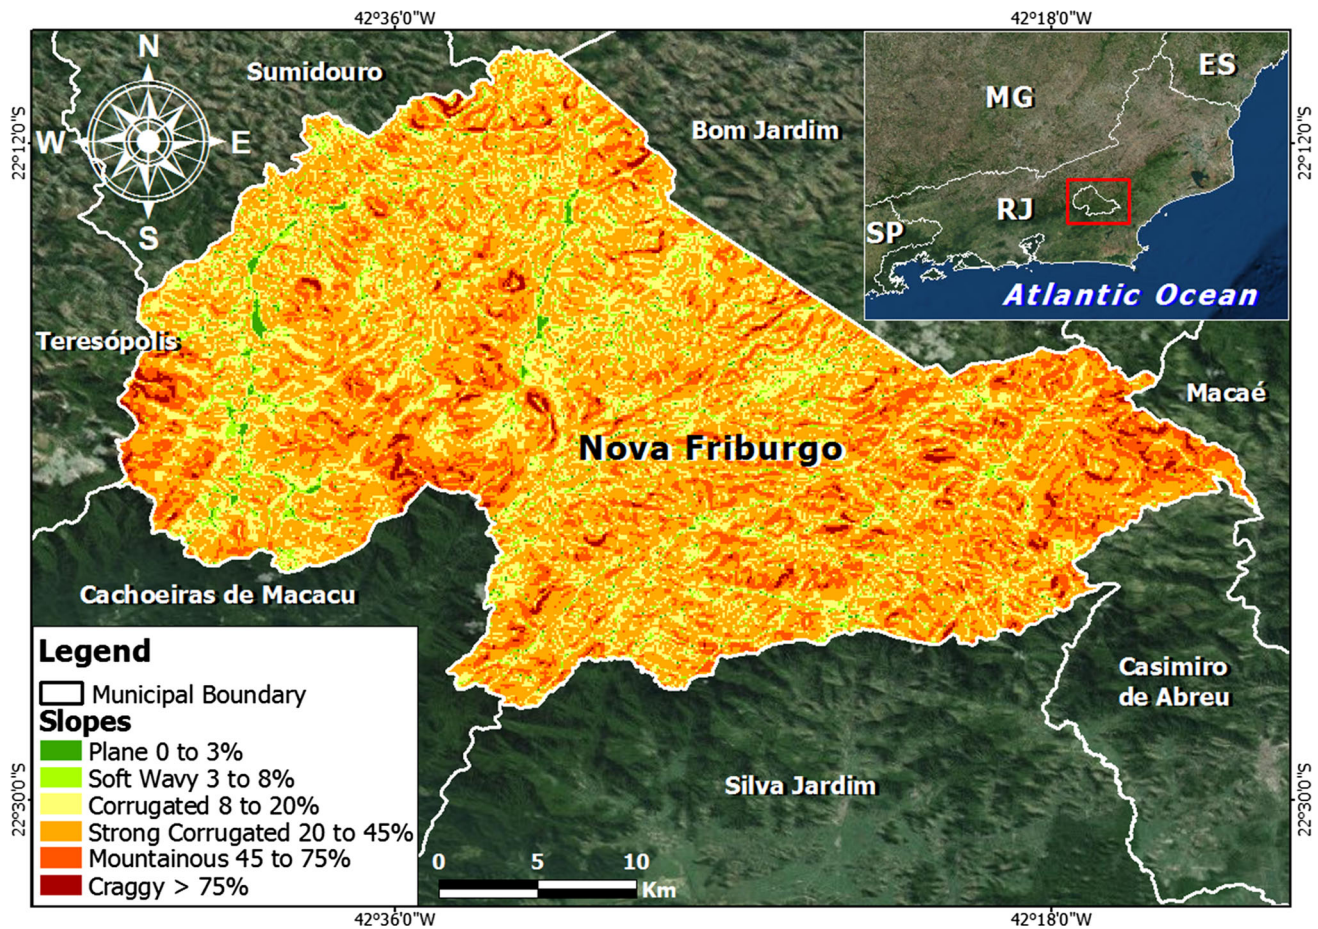 42°36'0"W
42°18'0"W
N
Sumidouro
ES
MG
Bom Jardim
W
E
22°12'0"S
22°12'0"S
S
RJ
SP
Atlantic Ocean
Teresópolis
Macaé
Nova Friburgo
Cachoeiras de Macacu
Legend
Municipal Boundary
Slopes
Plane 0 to 3%
Soft Wavy 3 to 8%
Corrugated 8 to 20%
Strong Corrugated 20 to 45%
Mountainous 45 to 75%
Craggy > 75%
Casimiro
de Abreu
Silva Jardim
22°30'0"S
22°30'0"S
0 5 10
Km
42°36'0"W
42°18'0"W